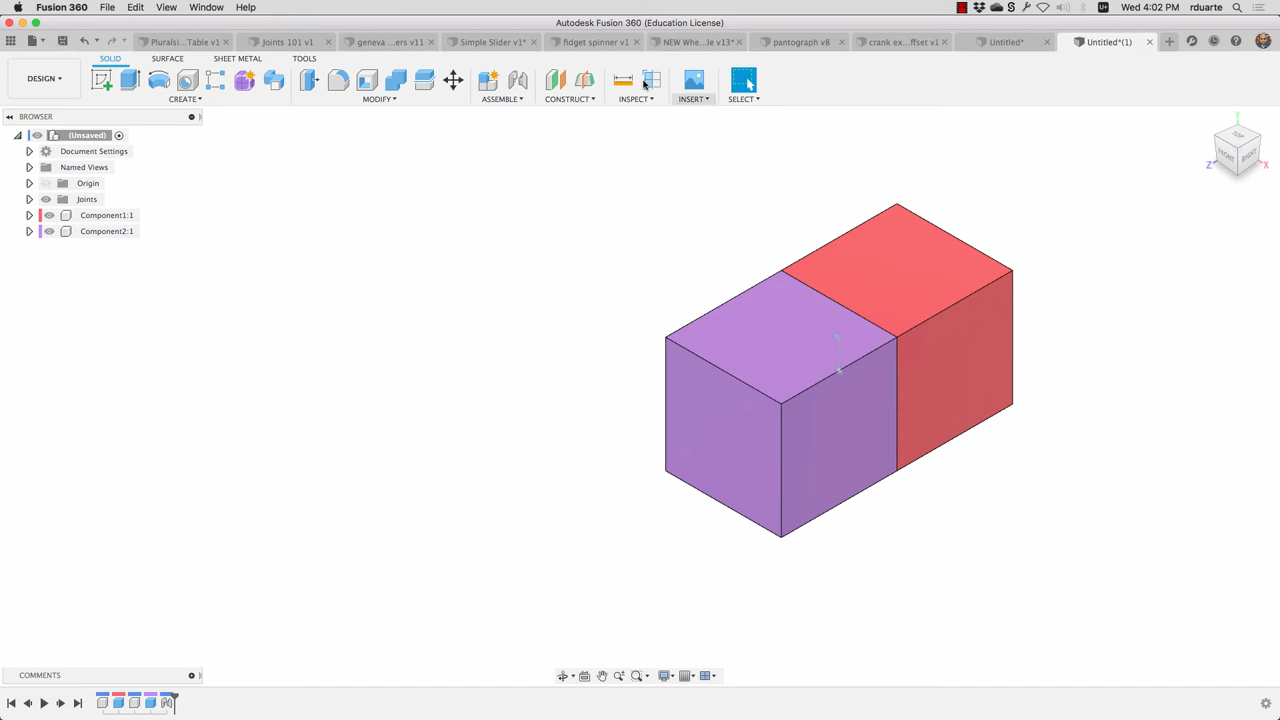 Fusion 360 File Edit View Window Help Wed 4:02 PM rduarte
Autodesk Fusion 360 (Education License)
Pluralsi...Table v1 Joints 101 v1 geneva ...ers v11 Simple Slider v1* fidget spinner v1 NEW Whe...le v13* pantograph v8 crank ex...ffset v1 Untitled* Untitled*(1)
SOLID SURFACE SHEET METAL TOOLS
DESIGN
CREATE MODIFY ASSEMBLE CONSTRUCT INSPECT INSERT SELECT
BROWSER
(Unsaved)
Document Settings
Named Views
Origin
Joints
Component1:1
Component2:1
Y
TOP
FRONT RIGHT
Z X
COMMENTS